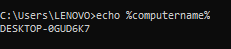 C:\Users\LENOVO>echo %computername%
DESKTOP-0GUD6K7